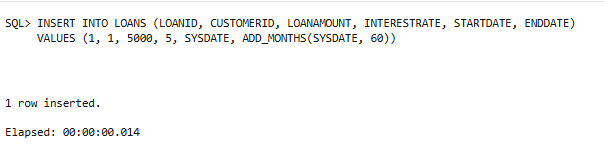 SQL> INSERT INTO LOANS (LOANID, CUSTOMERID, LOANAMOUNT, INTERESTRATE, STARTDATE, ENDDATE)
VALUES (1, 1, 5000, 5, SYSDATE, ADD_MONTHS(SYSDATE, 60))
1 row inserted.
Elapsed: 00:00:00.014